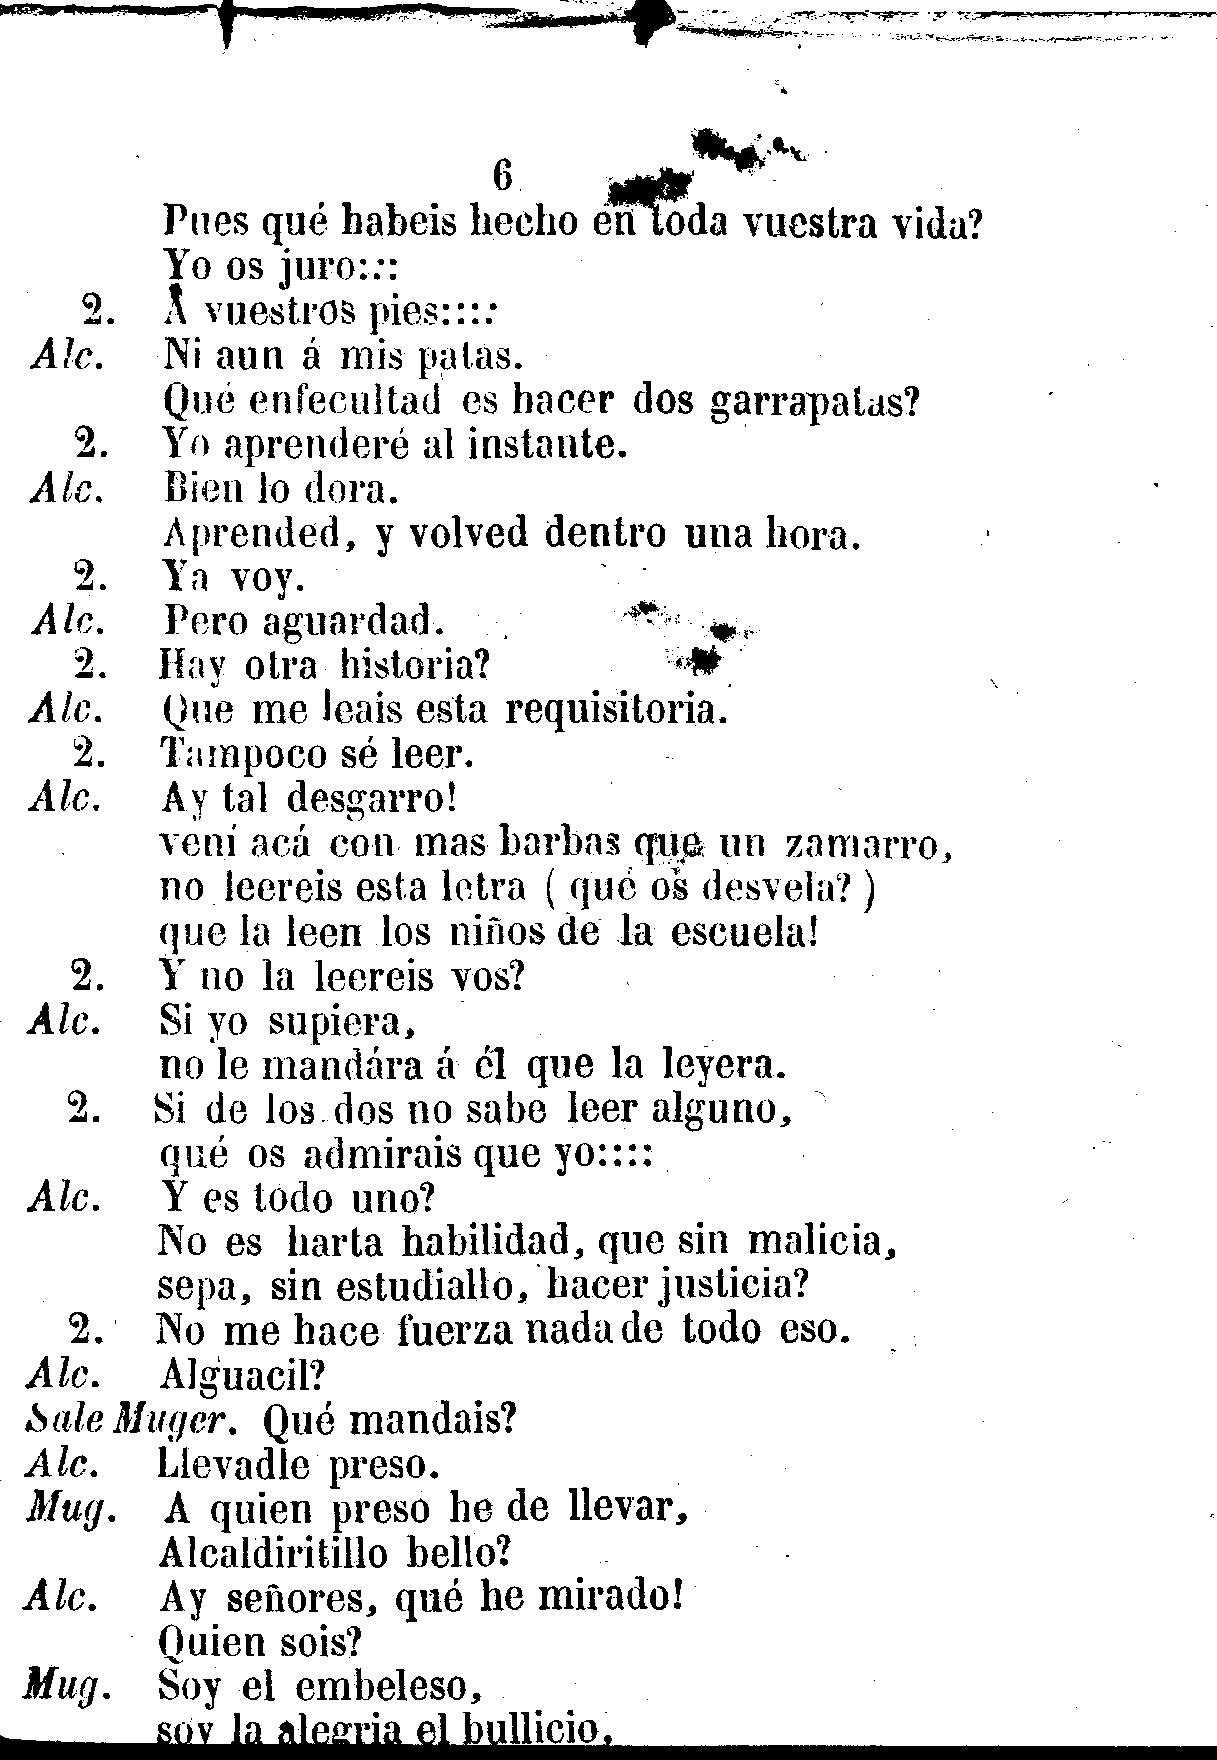 6
Pues qué habeis hecho en toda vuestra vida?
Yo os juro::::
2. A vuestros pies::::
Alc. Ni aun á mis patas.
Qué enfecultad es hacer dos garrapatas?
2. Yo aprenderé al instante.
Alc. Bien lo dora.
Aprended, y volved dentro una hora.
2. Ya voy.
Alc. Pero aguardad.
2. Hay otra historia?
Alc. Que me leais esta requisitoria.
2. Tampoco sé leer.
Alc. Ay tal desgarro!
vení acá con mas barbas que un zamarro,
no leereis esta letra ( qué os desvela? )
que la leen los niños de la escuela!
2. Y no la leereis vos?
Alc. Si yo supiera,
no le mandára á él que la leyera.
2. Si de los dos no sabe leer alguno,
qué os admirais que yo::::
Alc. Y es todo uno?
No es harta habilidad, que sin malicia,
sepa, sin estudiallo, hacer justicia?
2. No me hace fuerza nada de todo eso.
Alc. Alguacil?
Sale Muger. Qué mandais?
Alc. Llevadle preso.
Mug. A quien preso he de llevar,
Alcaldiritillo bello?
Alc. Ay señores, qué he mirado!
Quien sois?
Mug. Soy el embeleso,
soy la alegria el bullicio,